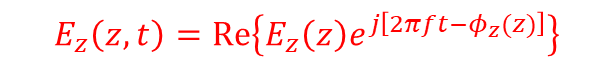 E_z(z, t) = Re{E_z(z)e^{j[2πft−ϕ_z(z)]}}